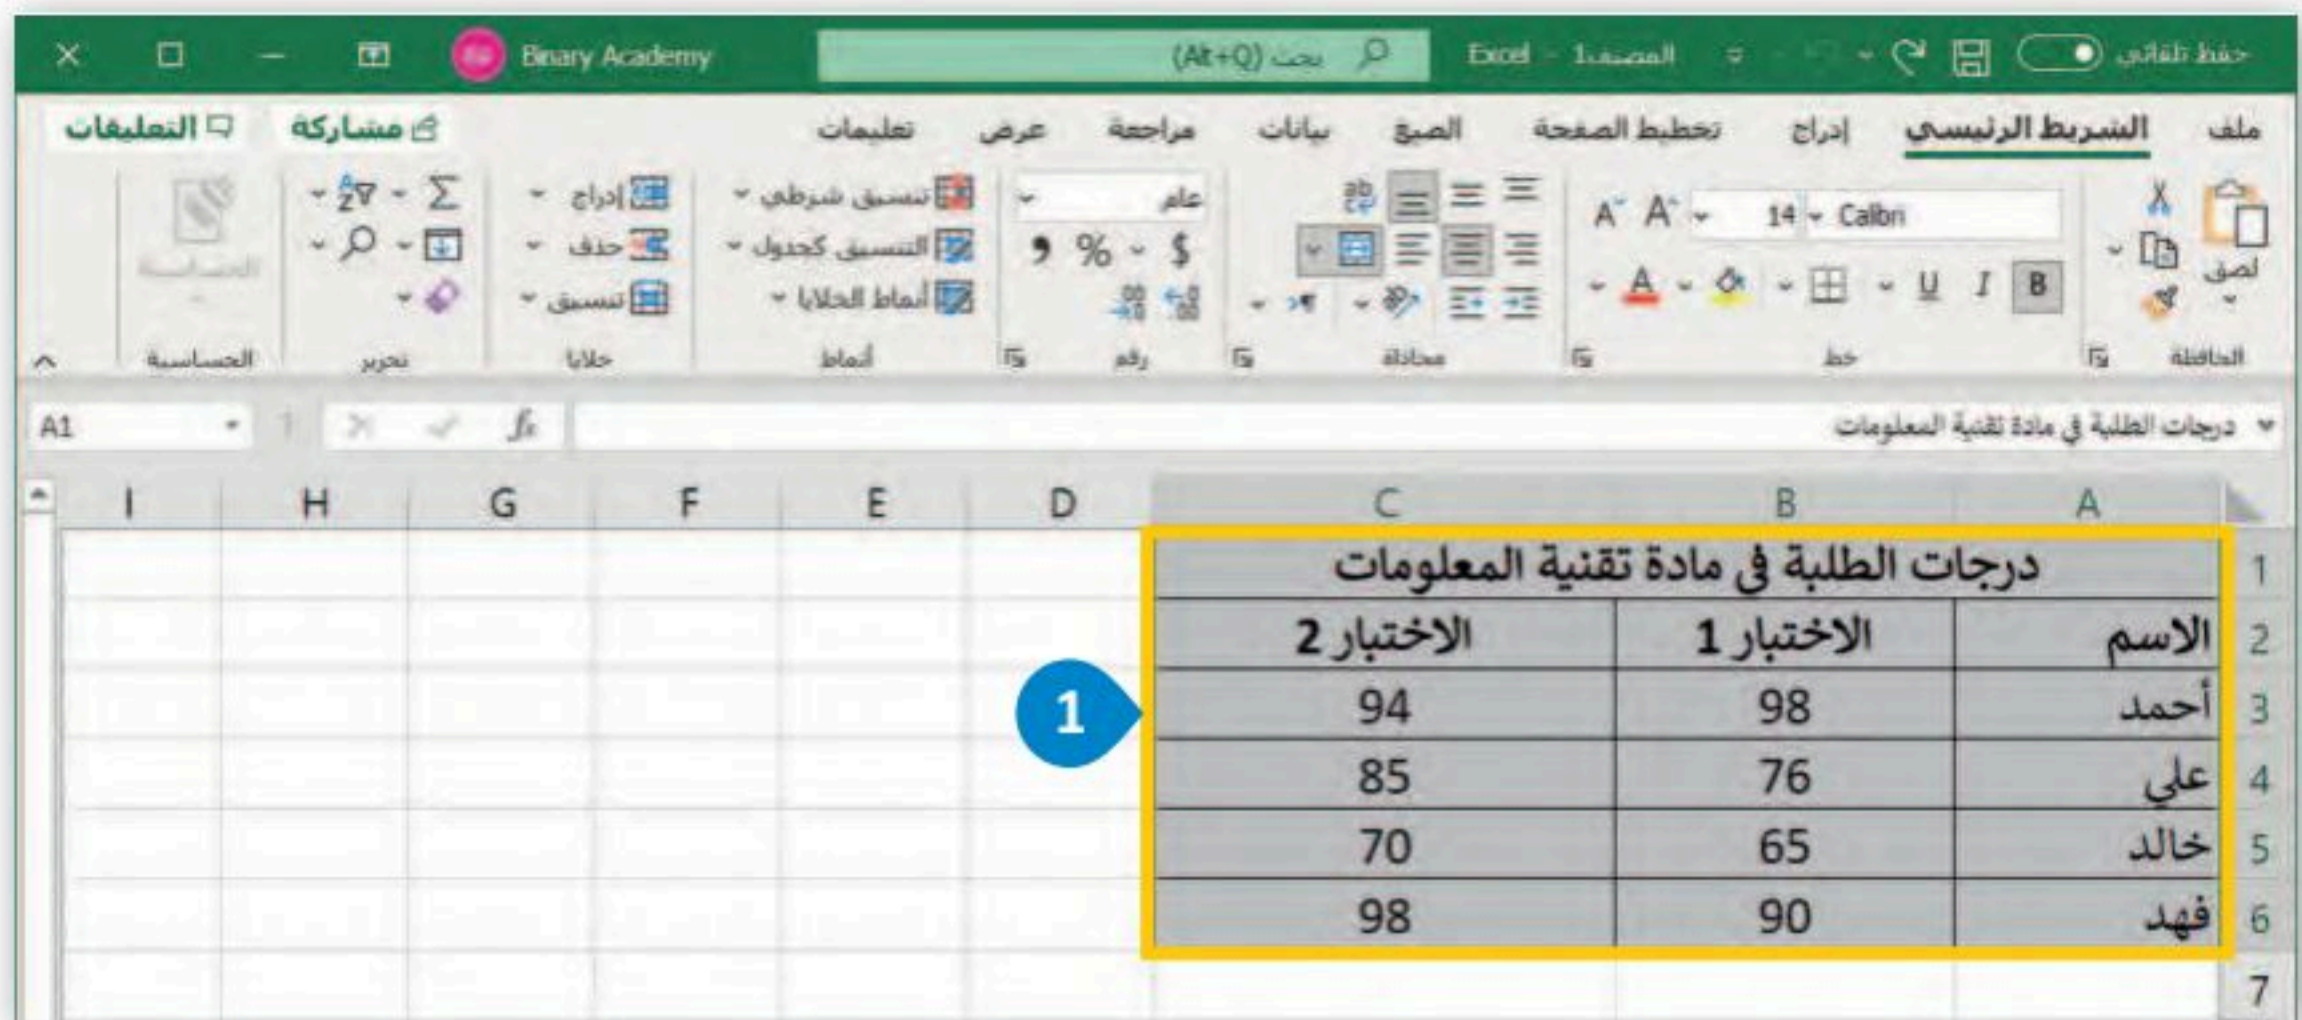 حفظ تلقائي المصنف1 - Excel بحث (Alt+Q) Binary Academy
ملف الشريط الرئيسي إدراج تخطيط الصفحة الصيغ بيانات مراجعة عرض تعليمات مشاركة التعليقات
لصق Calibri 14 عام تنسيق شرطي إدراج
B I U A $ % التنسيق كجدول حذف
أنماط الخلايا تنسيق
الحافظة خط محاذاة رقم أنماط خلايا تحرير الحساسية
A1 fx درجات الطلبة في مادة تقنية المعلومات
A B C D E F G H I
1 درجات الطلبة في مادة تقنية المعلومات
2 الاسم الاختبار 1 الاختبار 2
3 أحمد 98 94
1
4 علي 76 85
5 خالد 65 70
6 فهد 90 98
7